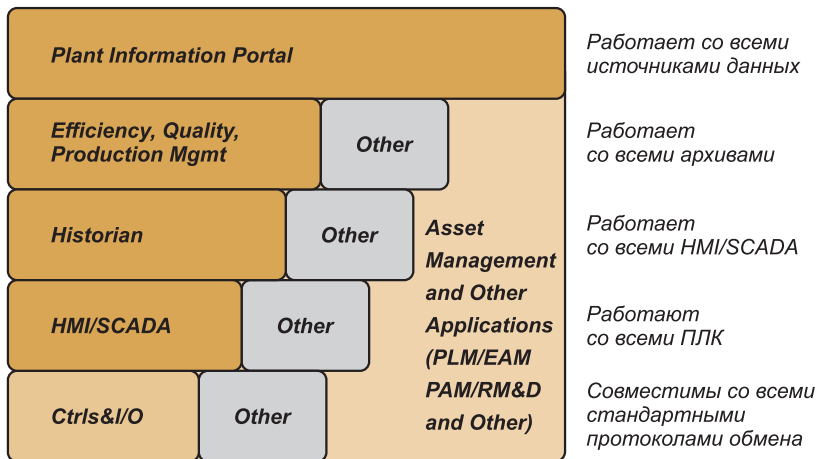 Plant Information Portal
Работает со всеми
источниками данных
Efficiency, Quality,
Production Mgmt
Other
Работает
со всеми архивами
Historian
Other
Работает
со всеми HMI/SCADA
HMI/SCADA
Other
Работают
со всеми ПЛК
Ctrls&I/O
Other
Asset
Management
and Other
Applications
(PLM/EAM
PAM/RM&D
and Other)
Совместимы со всеми
стандартными
протоколами обмена